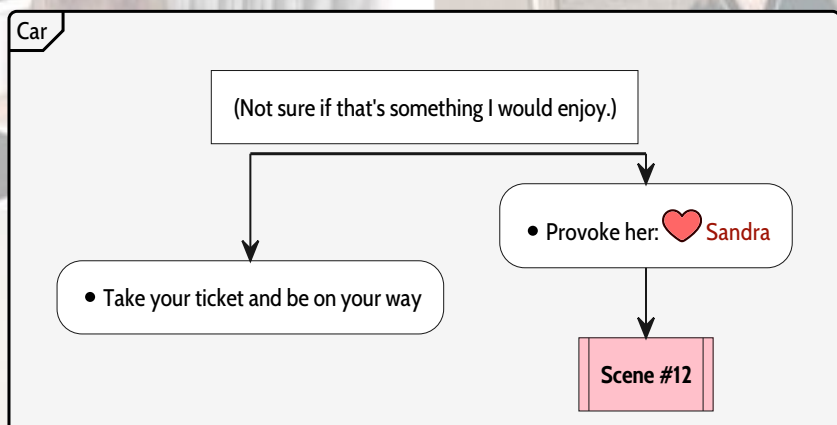 Car
(Not sure if that's something I would enjoy.)
• Provoke her: Sandra
• Take your ticket and be on your way
Scene #12